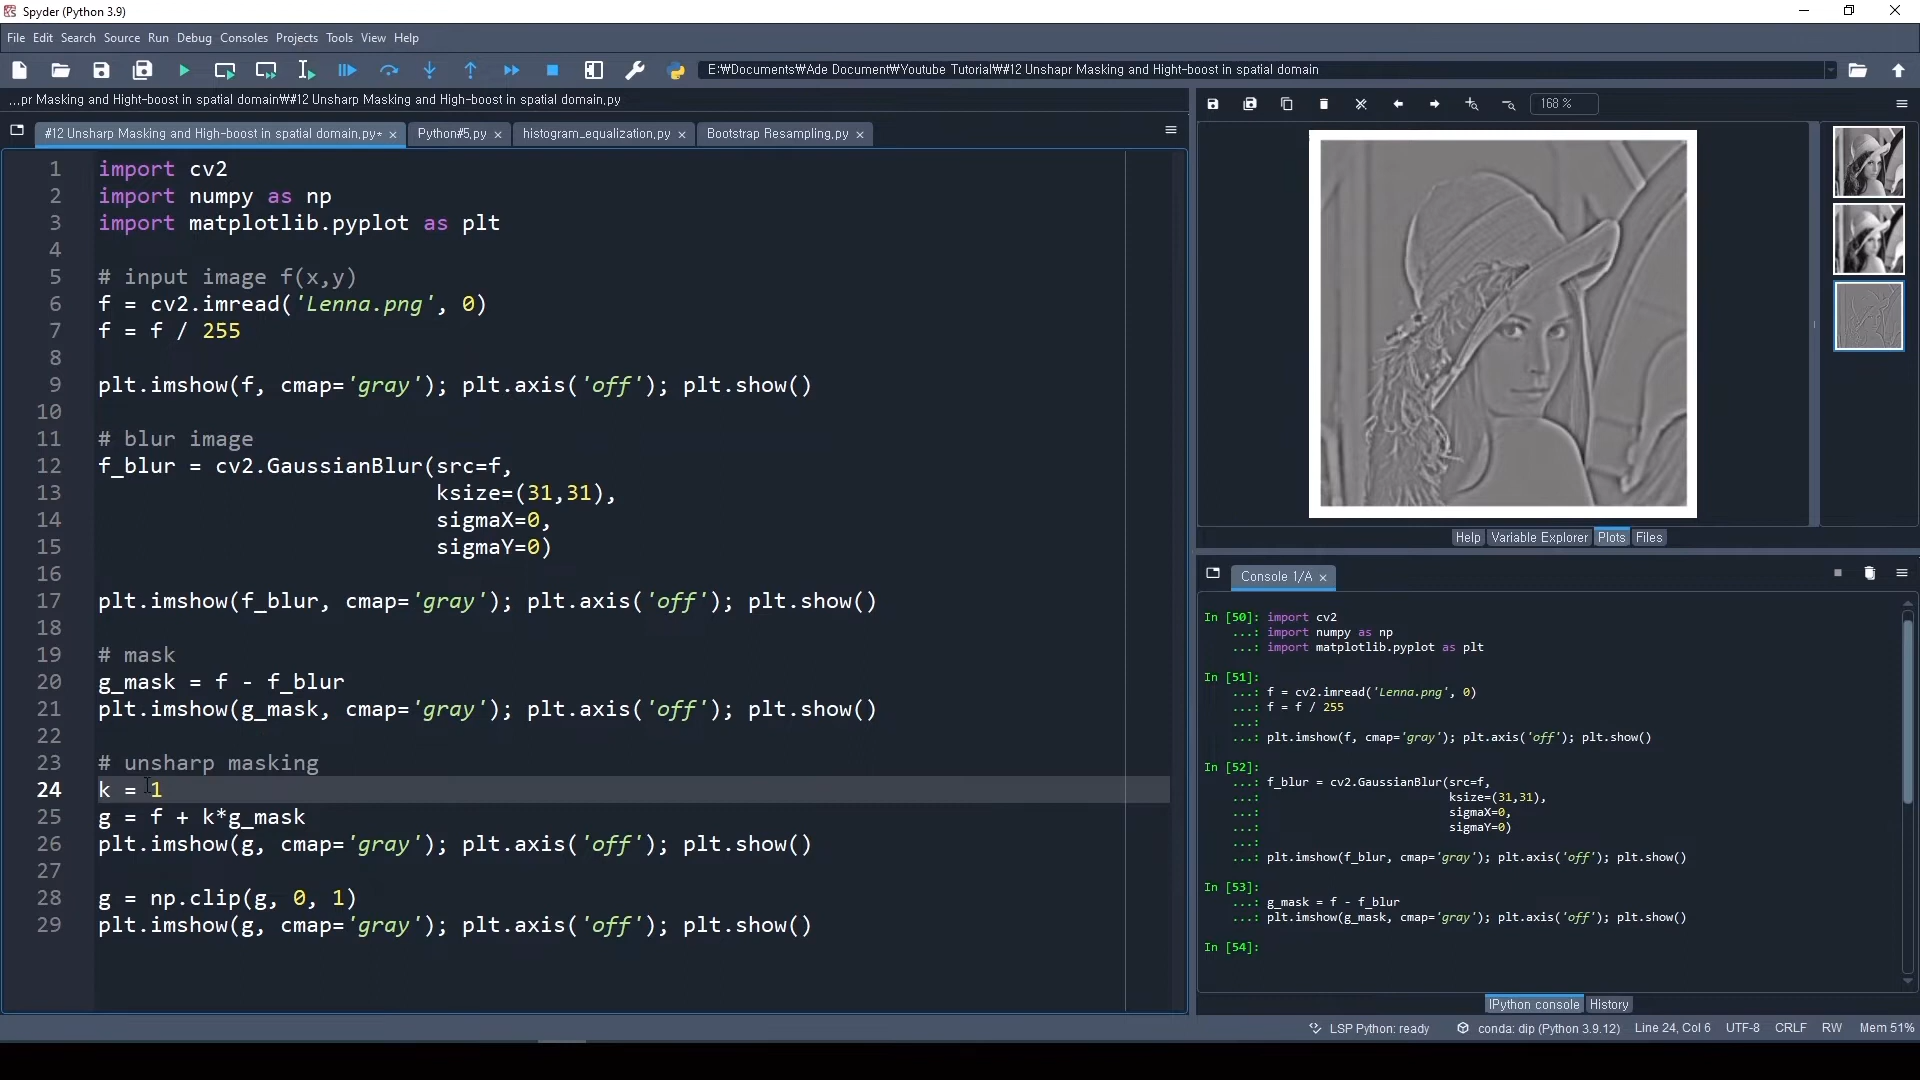 Spyder (Python 3.9)
File Edit Search Source Run Debug Consoles Projects Tools View Help
E:₩Documents₩Ade Document₩Youtube Tutorial₩#12 Unshapr Masking and Hight-boost in spatial domain
...pr Masking and Hight-boost in spatial domain₩#12 Unsharp Masking and High-boost in spatial domain.py
#12 Unsharp Masking and High-boost in spatial domain.py* Python#5.py histogram_equalization.py Bootstrap Resampling.py
1 import cv2
2 import numpy as np
3 import matplotlib.pyplot as plt
4
5 # input image f(x,y)
6 f = cv2.imread('Lenna.png', 0)
7 f = f / 255
8
9 plt.imshow(f, cmap='gray'); plt.axis('off'); plt.show()
10
11 # blur image
12 f_blur = cv2.GaussianBlur(src=f,
13 ksize=(31,31),
14 sigmaX=0,
15 sigmaY=0)
16
17 plt.imshow(f_blur, cmap='gray'); plt.axis('off'); plt.show()
18
19 # mask
20 g_mask = f - f_blur
21 plt.imshow(g_mask, cmap='gray'); plt.axis('off'); plt.show()
22
23 # unsharp masking
24 k = 1
25 g = f + k*g_mask
26 plt.imshow(g, cmap='gray'); plt.axis('off'); plt.show()
27
28 g = np.clip(g, 0, 1)
29 plt.imshow(g, cmap='gray'); plt.axis('off'); plt.show()
168 %
Help Variable Explorer Plots Files
Console 1/A
In [50]: import cv2
...: import numpy as np
...: import matplotlib.pyplot as plt
In [51]:
...: f = cv2.imread('Lenna.png', 0)
...: f = f / 255
...:
...: plt.imshow(f, cmap='gray'); plt.axis('off'); plt.show()
In [52]:
...: f_blur = cv2.GaussianBlur(src=f,
...: ksize=(31,31),
...: sigmaX=0,
...: sigmaY=0)
...:
...: plt.imshow(f_blur, cmap='gray'); plt.axis('off'); plt.show()
In [53]:
...: g_mask = f - f_blur
...: plt.imshow(g_mask, cmap='gray'); plt.axis('off'); plt.show()
In [54]:
IPython console History
LSP Python: ready conda: dip (Python 3.9.12) Line 24, Col 6 UTF-8 CRLF RW Mem 51%